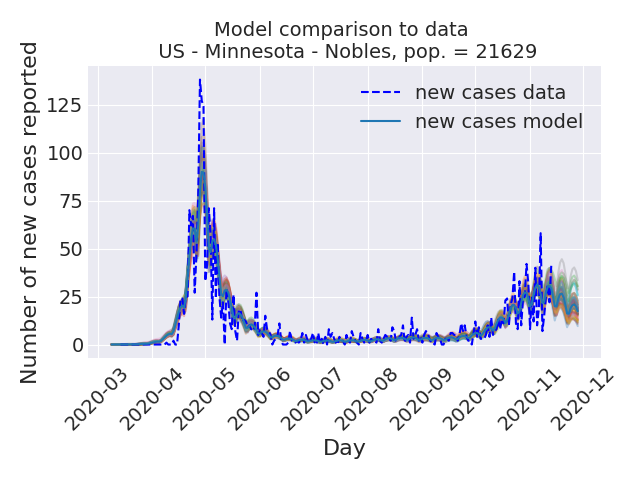 Model comparison to data
US - Minnesota - Nobles, pop. = 21629
Number of new cases reported
125
100
75
50
25
0
new cases data
new cases model
2020-03
2020-04
2020-05
2020-06
2020-07
2020-08
2020-09
2020-10
2020-11
2020-12
Day